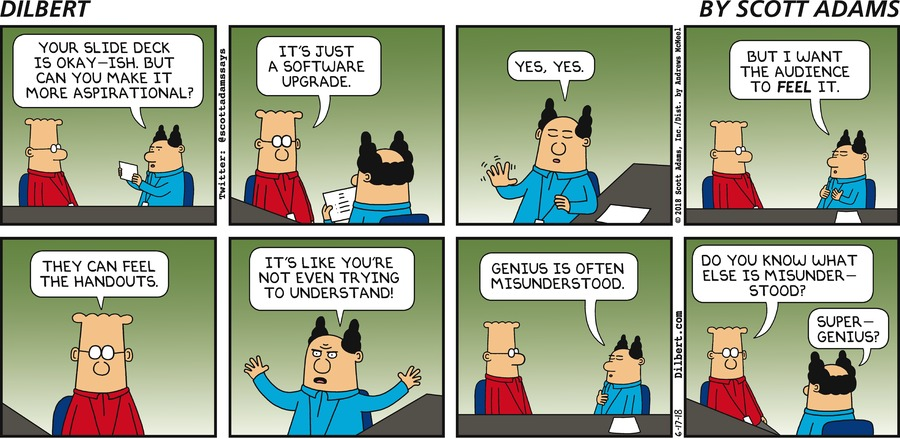 DILBERT
BY SCOTT ADAMS
YOUR SLIDE DECK
IS OKAY-ISH. BUT
CAN YOU MAKE IT
MORE ASPIRATIONAL?
Twitter: @scottadamssays
IT'S JUST
A SOFTWARE
UPGRADE.
YES, YES.
© 2018 Scott Adams, Inc./Dist. by Andrews McMeel
BUT I WANT
THE AUDIENCE
TO FEEL IT.
THEY CAN FEEL
THE HANDOUTS.
IT'S LIKE YOU'RE
NOT EVEN TRYING
TO UNDERSTAND!
GENIUS IS OFTEN
MISUNDERSTOOD.
6-17-18 Dilbert.com
DO YOU KNOW WHAT
ELSE IS MISUNDER-
STOOD?
SUPER-
GENIUS?